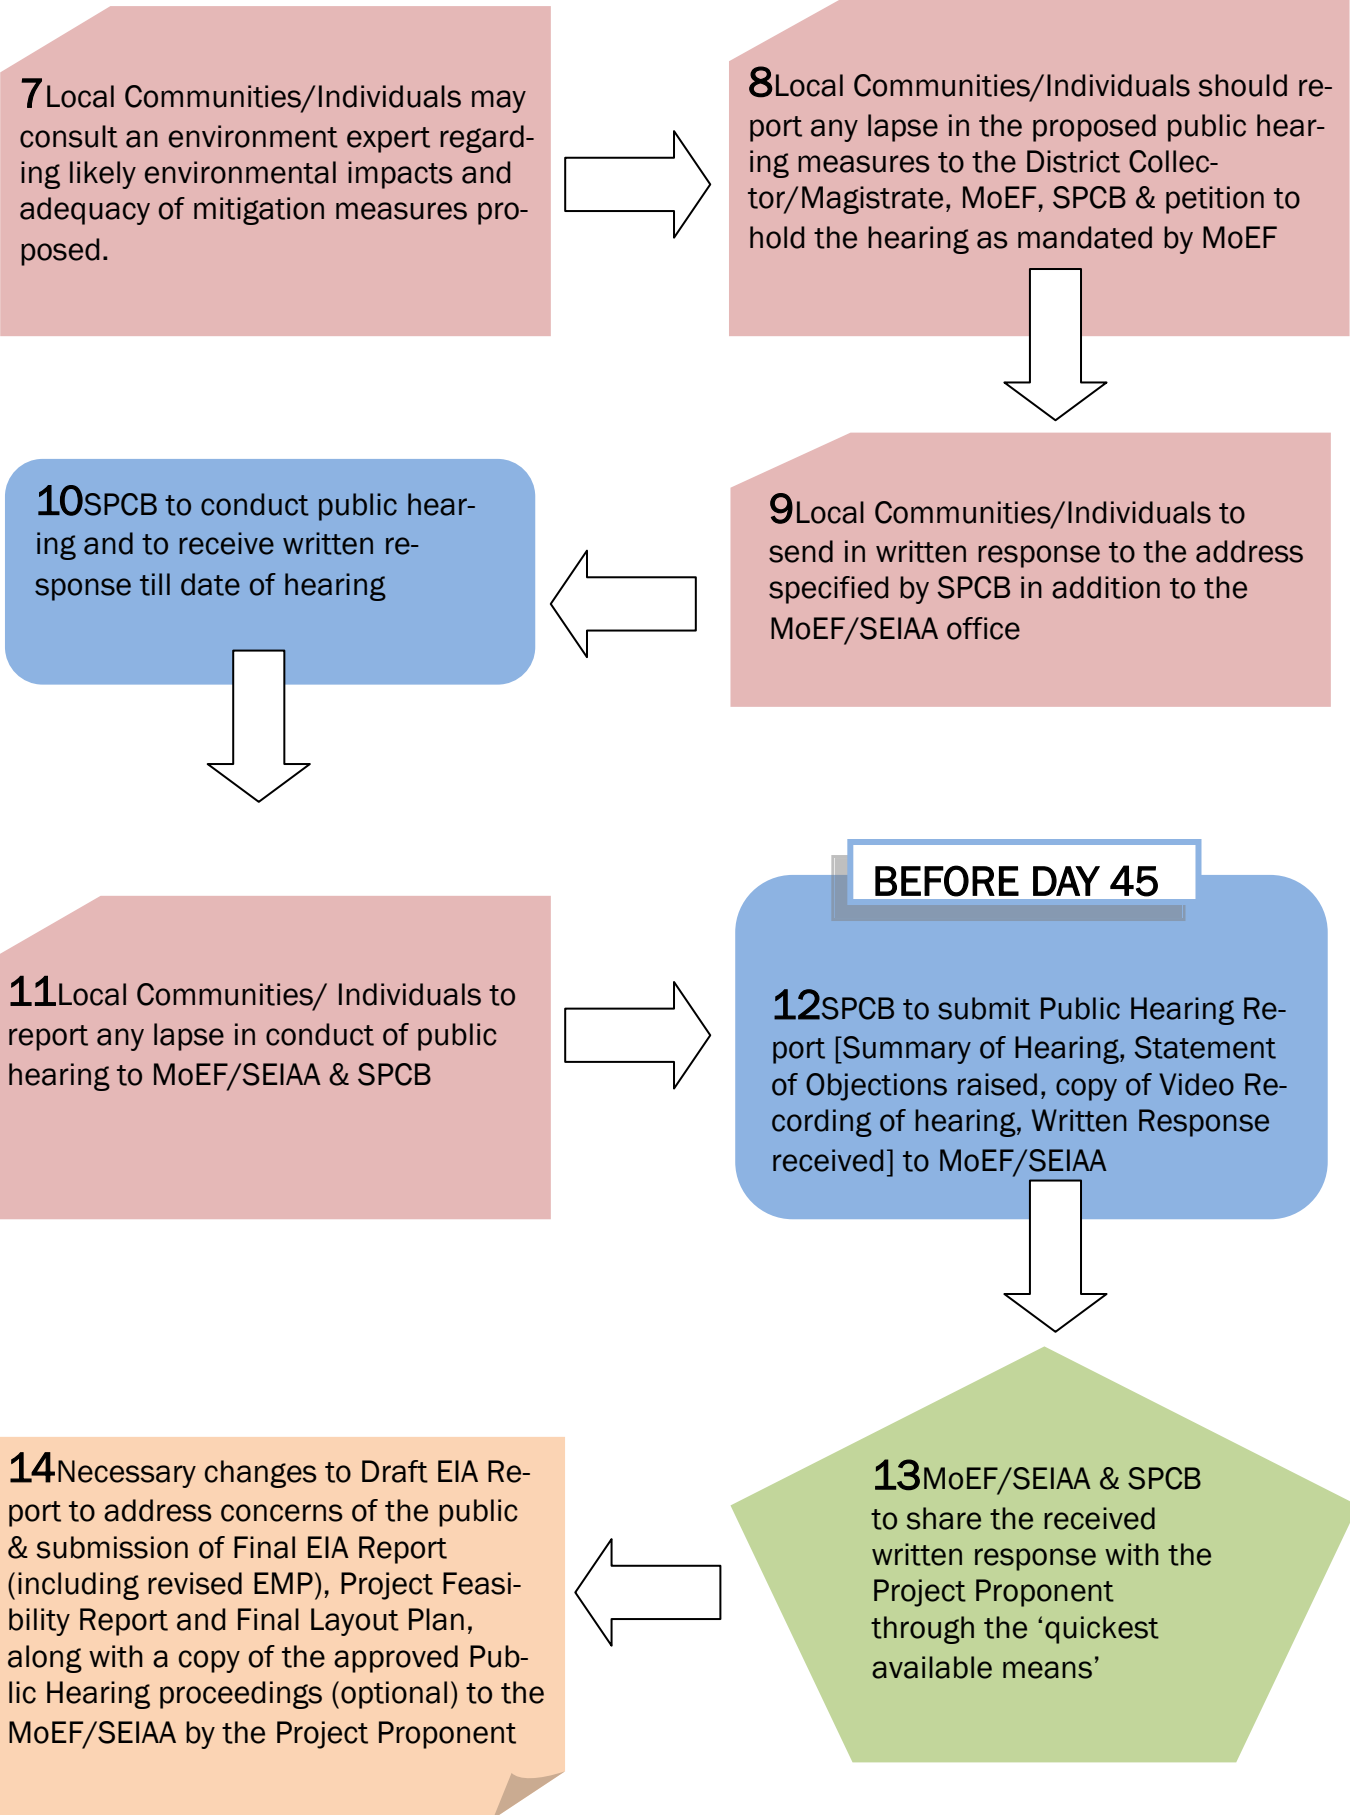 7Local Communities/Individuals may
consult an environment expert regard-
ing likely environmental impacts and
adequacy of mitigation measures pro-
posed.
8Local Communities/Individuals should re-
port any lapse in the proposed public hear-
ing measures to the District Collec-
tor/Magistrate, MoEF, SPCB & petition to
hold the hearing as mandated by MoEF
9Local Communities/Individuals to
send in written response to the address
specified by SPCB in addition to the
MoEF/SEIAA office
10SPCB to conduct public hear-
ing and to receive written re-
sponse till date of hearing
11Local Communities/ Individuals to
report any lapse in conduct of public
hearing to MoEF/SEIAA & SPCB
BEFORE DAY 45
12SPCB to submit Public Hearing Re-
port [Summary of Hearing, Statement
of Objections raised, copy of Video Re-
cording of hearing, Written Response
received] to MoEF/SEIAA
13MoEF/SEIAA & SPCB
to share the received
written response with the
Project Proponent
through the ‘quickest
available means’
14Necessary changes to Draft EIA Re-
port to address concerns of the public
& submission of Final EIA Report
(including revised EMP), Project Feasi-
bility Report and Final Layout Plan,
along with a copy of the approved Pub-
lic Hearing proceedings (optional) to the
MoEF/SEIAA by the Project Proponent